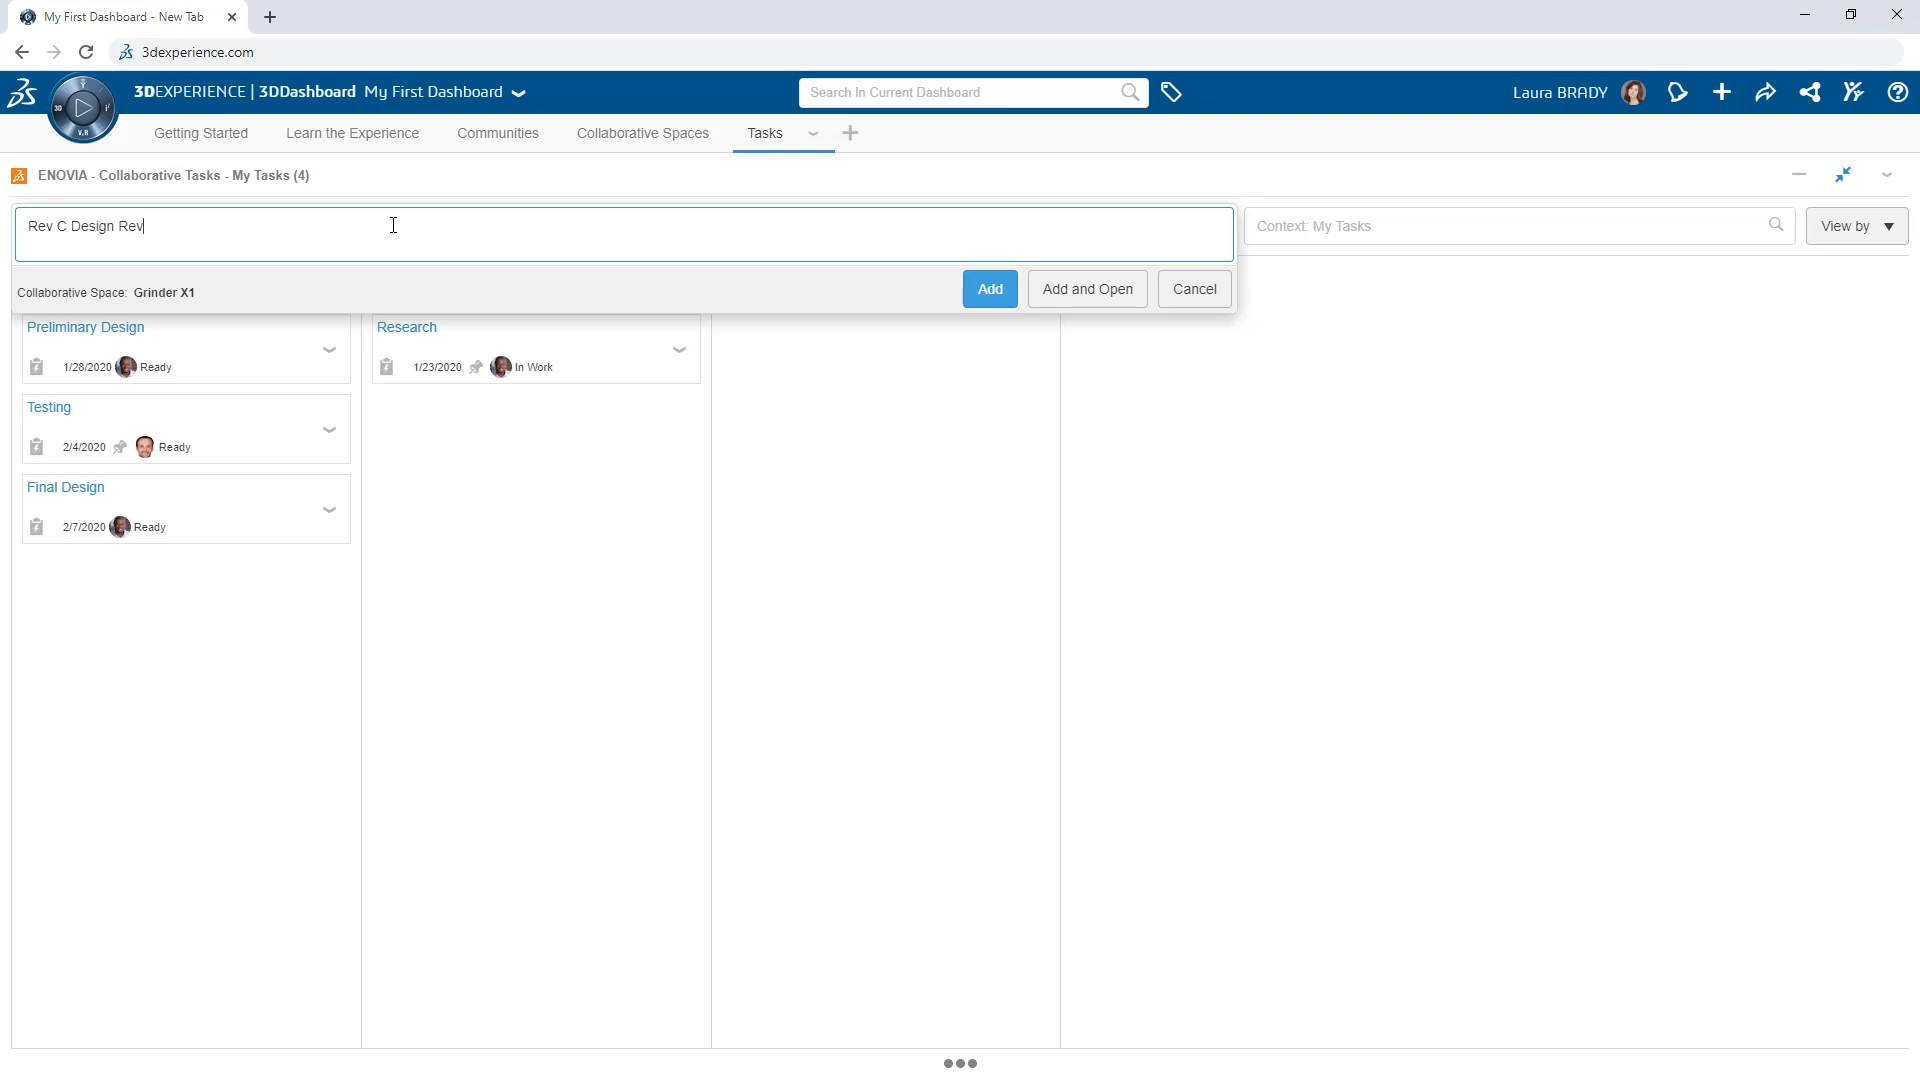 My First Dashboard - New Tab
3dexperience.com
3DEXPERIENCE | 3DDashboard My First Dashboard
Search In Current Dashboard
Laura BRADY
3D
i²
V.R
Getting Started
Learn the Experience
Communities
Collaborative Spaces
Tasks
ENOVIA - Collaborative Tasks - My Tasks (4)
Rev C Design Rev
Context: My Tasks
View by
Collaborative Space: Grinder X1
Add
Add and Open
Cancel
Preliminary Design
1/28/2020 Ready
Research
1/23/2020 In Work
Testing
2/4/2020 Ready
Final Design
2/7/2020 Ready